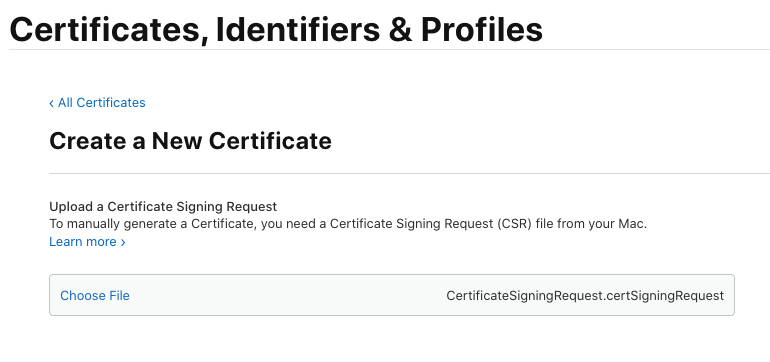 Certificates, Identifiers & Profiles
‹ All Certificates
Create a New Certificate
Upload a Certificate Signing Request
To manually generate a Certificate, you need a Certificate Signing Request (CSR) file from your Mac.
Learn more ›
Choose File CertificateSigningRequest.certSigningRequest